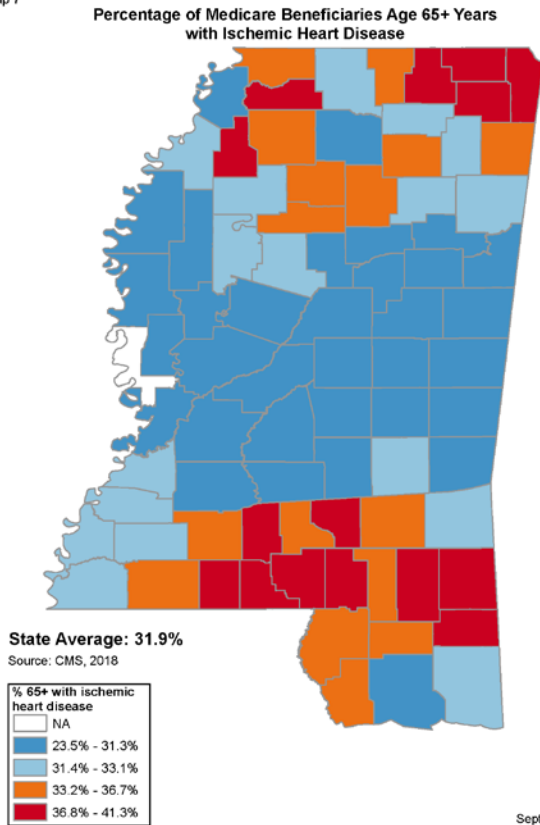 Percentage of Medicare Beneficiaries Age 65+ Years
with Ischemic Heart Disease
State Average: 31.9%
Source: CMS, 2018
% 65+ with ischemic
heart disease
NA
23.5% - 31.3%
31.4% - 33.1%
33.2% - 36.7%
36.8% - 41.3%
Sept